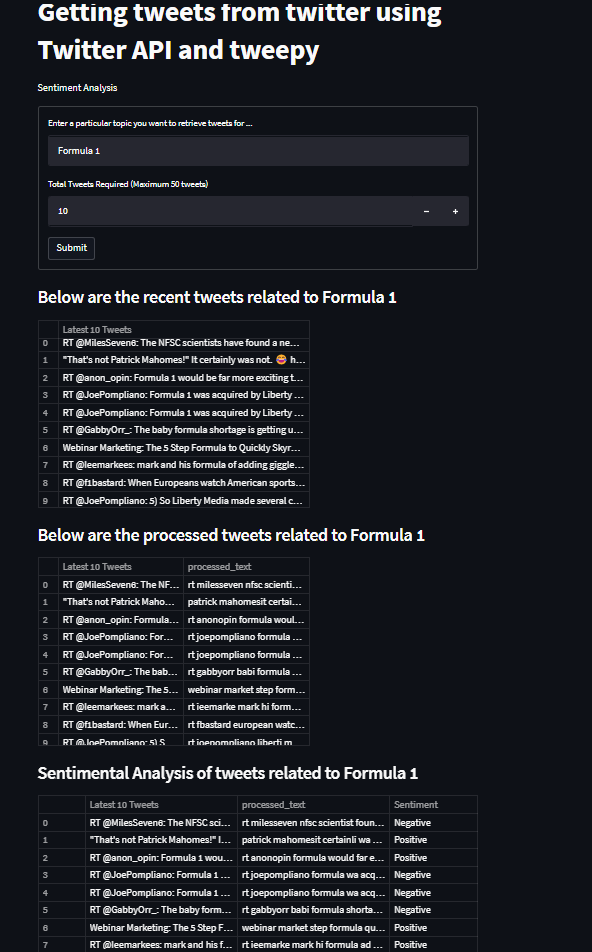 Getting tweets from twitter using
Twitter API and tweepy
Sentiment Analysis
Enter a particular topic you want to retrieve tweets for ...
Formula 1
Total Tweets Required (Maximum 50 tweets)
10 − +
Submit
Below are the recent tweets related to Formula 1
Latest 10 Tweets
0 RT @MilesSeven6: The NFSC scientists have found a ne...
1 "That's not Patrick Mahomes!" It certainly was not. 😂 h...
2 RT @anon_opin: Formula 1 would be far more exciting t...
3 RT @JoePompliano: Formula 1 was acquired by Liberty ...
4 RT @JoePompliano: Formula 1 was acquired by Liberty ...
5 RT @GabbyOrr_: The baby formula shortage is getting u...
6 Webinar Marketing: The 5 Step Formula to Quickly Skyr...
7 RT @leemarkees: mark and his formula of adding giggle...
8 RT @f1bastard: When Europeans watch American sports...
9 RT @JoePompliano: 5) So Liberty Media made several c...
Below are the processed tweets related to Formula 1
Latest 10 Tweets processed_text
0 RT @MilesSeven6: The NF... rt milesseven nfsc scienti...
1 "That's not Patrick Maho... patrick mahomesit certai...
2 RT @anon_opin: Formula... rt anonopin formula woul...
3 RT @JoePompliano: For... rt joepompliano formula ...
4 RT @JoePompliano: For... rt joepompliano formula ...
5 RT @GabbyOrr_: The bab... rt gabbyorr babi formula ...
6 Webinar Marketing: The 5... webinar market step form...
7 RT @leemarkees: mark a... rt ieemarke mark hi form...
8 RT @f1bastard: When Eur... rt fbastard european watc...
9 RT @JoePompliano: 5) S... rt joepompliano liberti m...
Sentimental Analysis of tweets related to Formula 1
Latest 10 Tweets processed_text Sentiment
0 RT @MilesSeven6: The NFSC sci... rt milesseven nfsc scientist foun... Negative
1 "That's not Patrick Mahomes!" I... patrick mahomesit certainli wa ... Positive
2 RT @anon_opin: Formula 1 wou... rt anonopin formula would far e... Positive
3 RT @JoePompliano: Formula 1 ... rt joepompliano formula wa acq... Negative
4 RT @JoePompliano: Formula 1 ... rt joepompliano formula wa acq... Negative
5 RT @GabbyOrr_: The baby form... rt gabbyorr babi formula shorta... Negative
6 Webinar Marketing: The 5 Step F... webinar market step formula qu... Positive
7 RT @leemarkees: mark and his f... rt ieemarke mark hi formula ad ... Positive